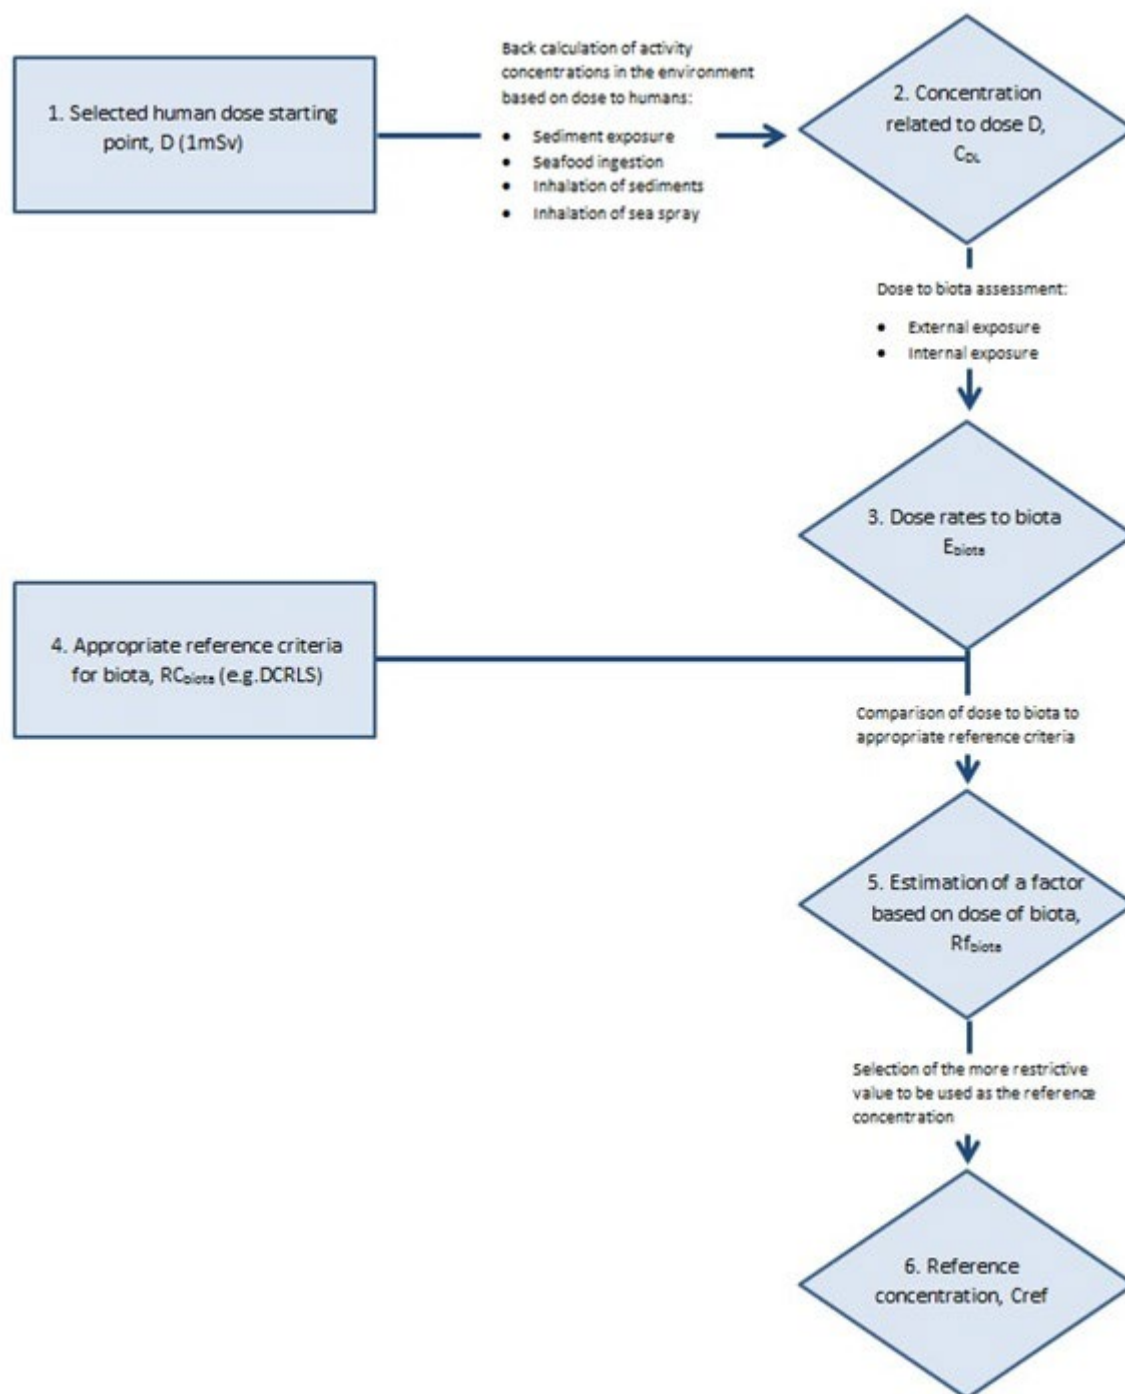 1. Selected human dose starting
point, D (1mSv)
Back calculation of activity
concentrations in the environment
based on dose to humans:
• Sediment exposure
• Seafood ingestion
• Inhalation of sediments
• Inhalation of sea spray
2. Concentration
related to dose D,
C_DL
Dose to biota assessment:
• External exposure
• Internal exposure
3. Dose rates to biota
E_biota
4. Appropriate reference criteria
for biota, RC_biota (e.g.DCRLS)
Comparison of dose to biota to
appropriate reference criteria
5. Estimation of a factor
based on dose of biota,
Rf_biota
Selection of the more restrictive
value to be used as the reference
concentration
6. Reference
concentration, Cref